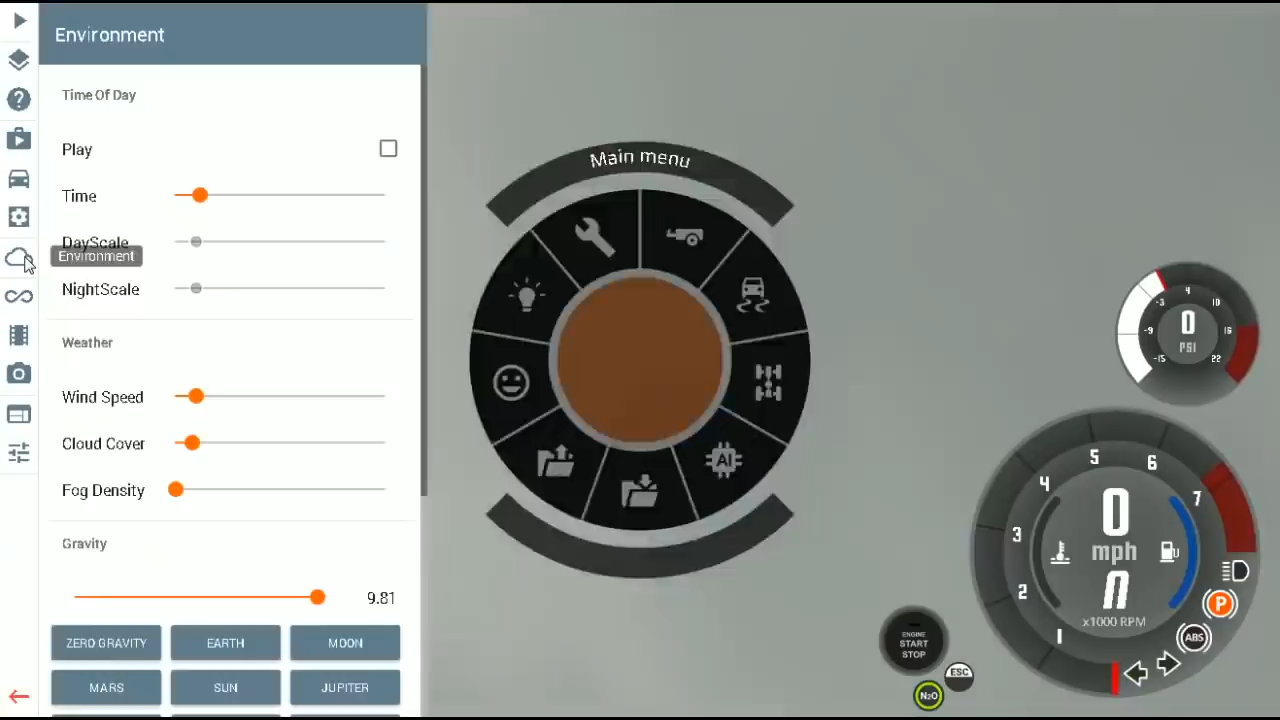 Environment
Time Of Day
Play
Time
DayScale
Environment
NightScale
Weather
Wind Speed
Cloud Cover
Fog Density
Gravity
9.81
ZERO GRAVITY
EARTH
MOON
MARS
SUN
JUPITER
Main menu
AI
4
-3
10
-9
0
16
PSI
-15
22
5
6
4
7
3
0
mph
2
n
x1000 RPM
1
P
ABS
ENGINE
START
STOP
ESC
N2O